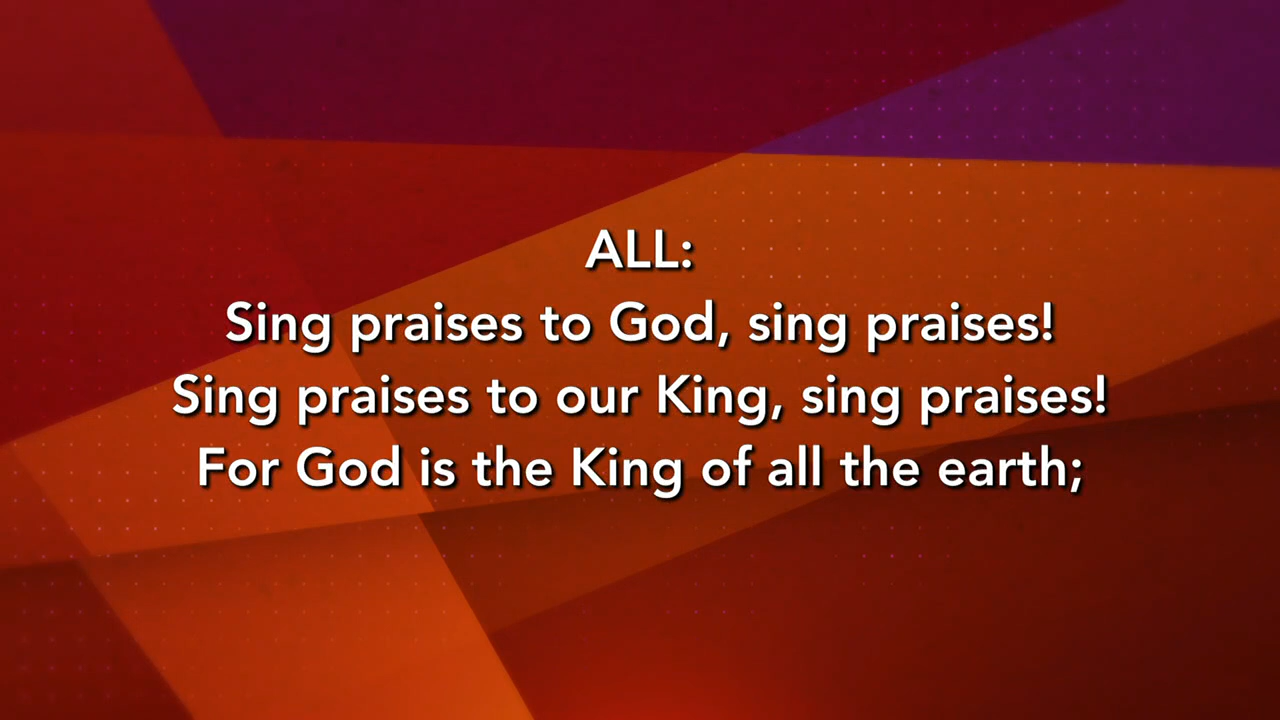 ALL:
Sing praises to God, sing praises!
Sing praises to our King, sing praises!
For God is the King of all the earth;